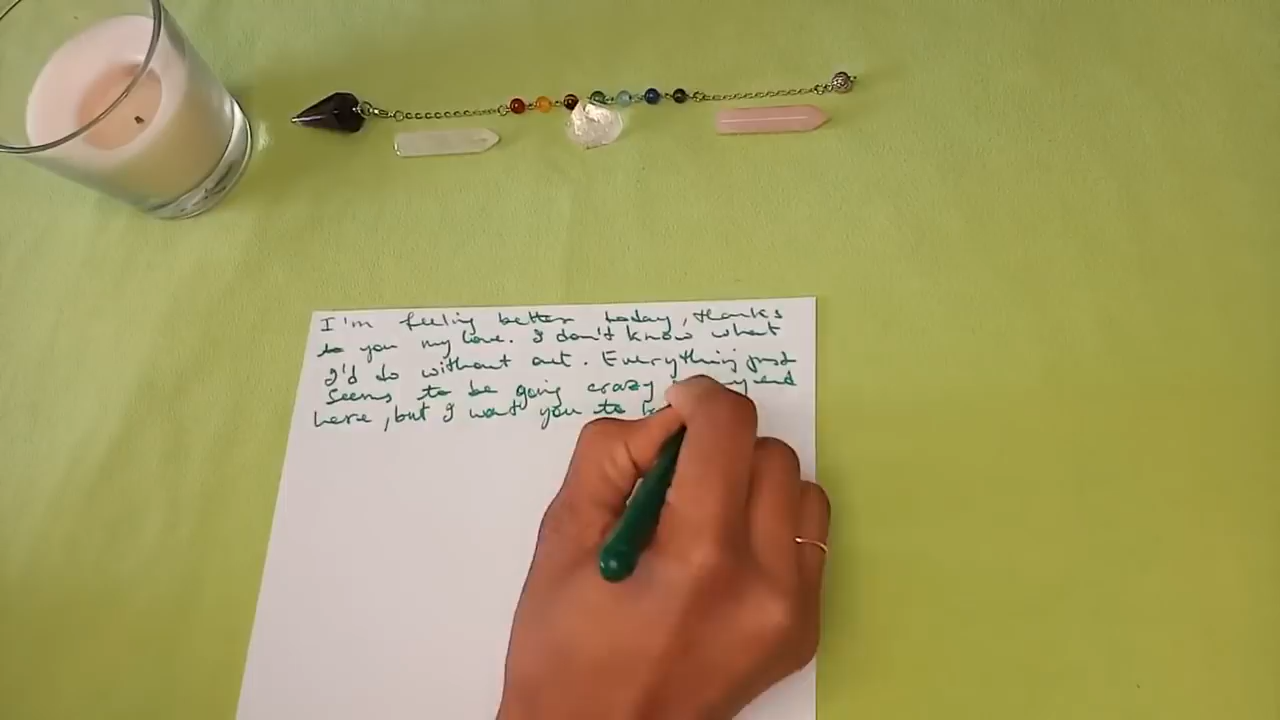 I'm feeling better today, thanks
to you my love. I don't know what
I'd do without out. Everything just
seems to be going crazy
here, but I want you to